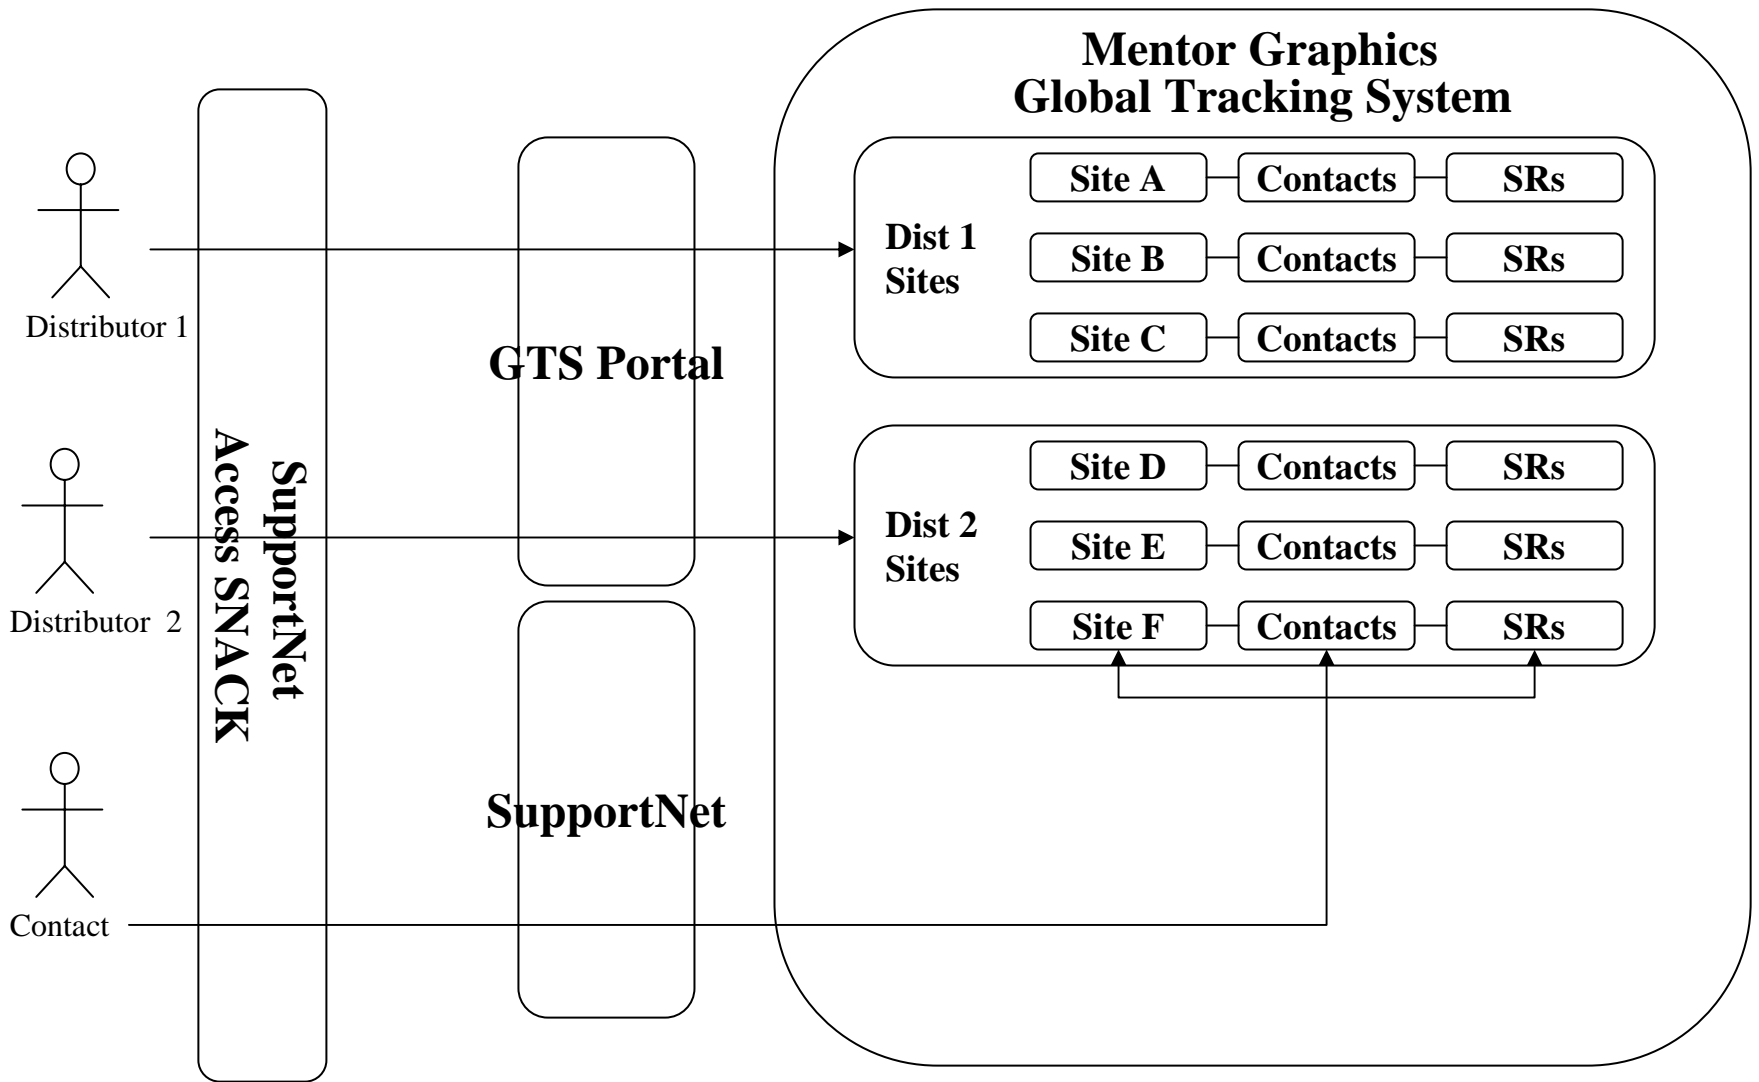 Mentor Graphics
Global Tracking System
Distributor 1
Distributor  2
Contact
SupportNet
Access SNACK
GTS Portal
SupportNet
Dist 1
Sites
Site A
Contacts
SRs
Site B
Contacts
SRs
Site C
Contacts
SRs
Dist 2
Sites
Site D
Contacts
SRs
Site E
Contacts
SRs
Site F
Contacts
SRs